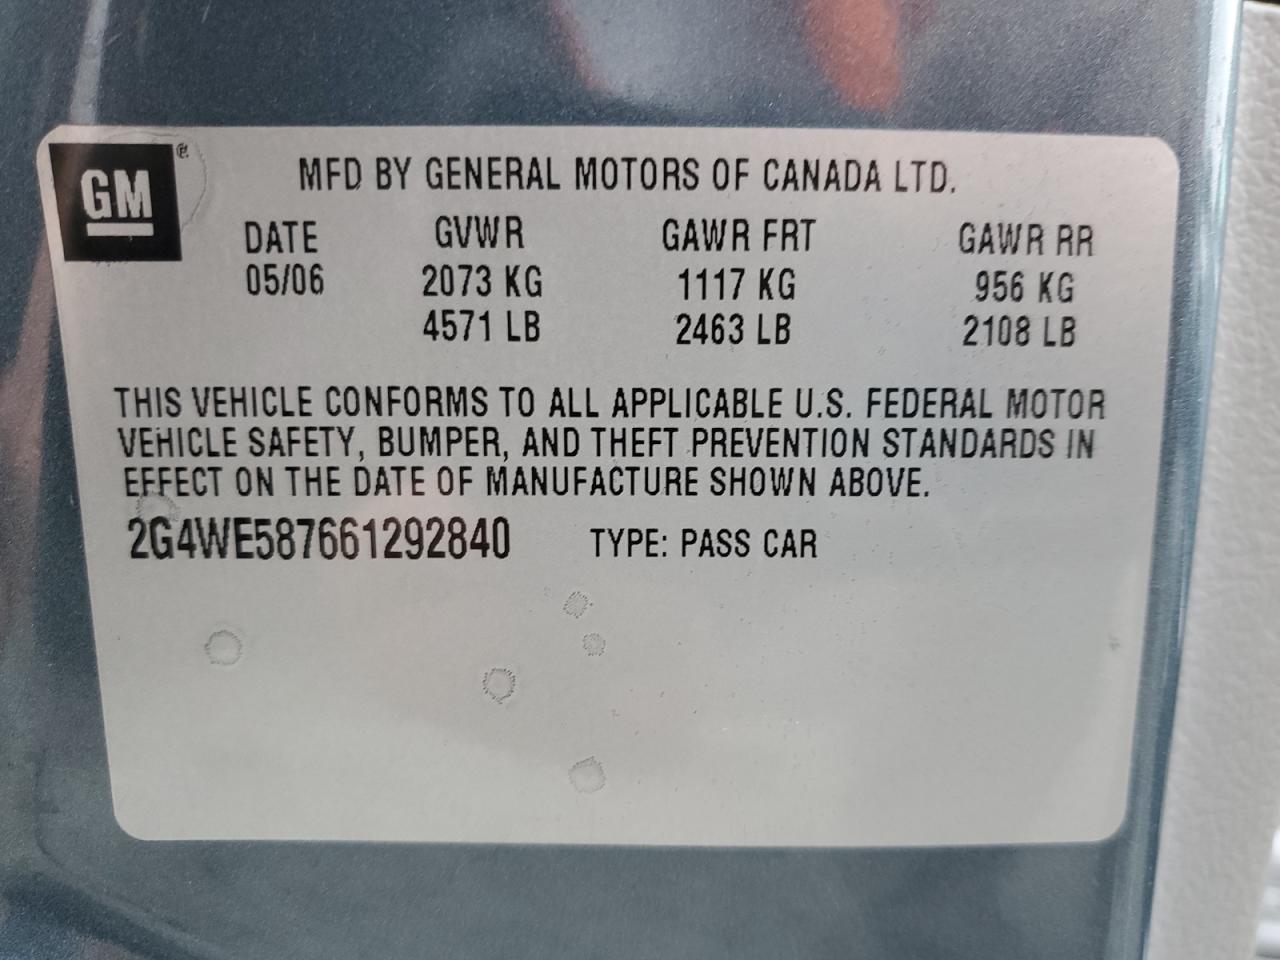 GM ®
MFD BY GENERAL MOTORS OF CANADA LTD.
DATE GVWR GAWR FRT GAWR RR
05/06 2073 KG 1117 KG 956 KG
4571 LB 2463 LB 2108 LB
THIS VEHICLE CONFORMS TO ALL APPLICABLE U.S. FEDERAL MOTOR
VEHICLE SAFETY, BUMPER, AND THEFT PREVENTION STANDARDS IN
EFFECT ON THE DATE OF MANUFACTURE SHOWN ABOVE.
2G4WE587661292840 TYPE: PASS CAR